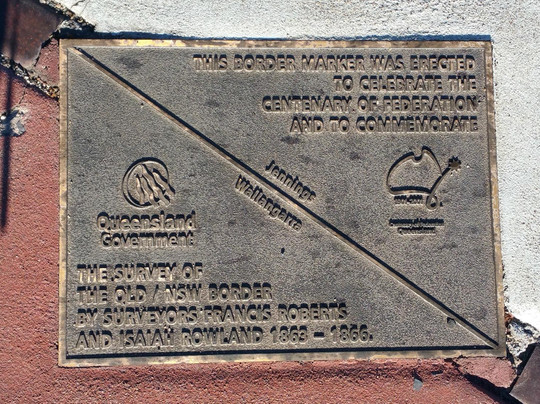 THIS BORDER MARKER WAS ERECTED
TO CELEBRATE THE
CENTENARY OF FEDERATION
AND TO COMMEMORATE
Jennings
Wallangarra
Queensland
Government
THE SURVEY OF
THE QLD / NSW BORDER
BY SURVEYORS FRANCIS ROBERTS
AND ISAIAH ROWLAND 1863 – 1866.